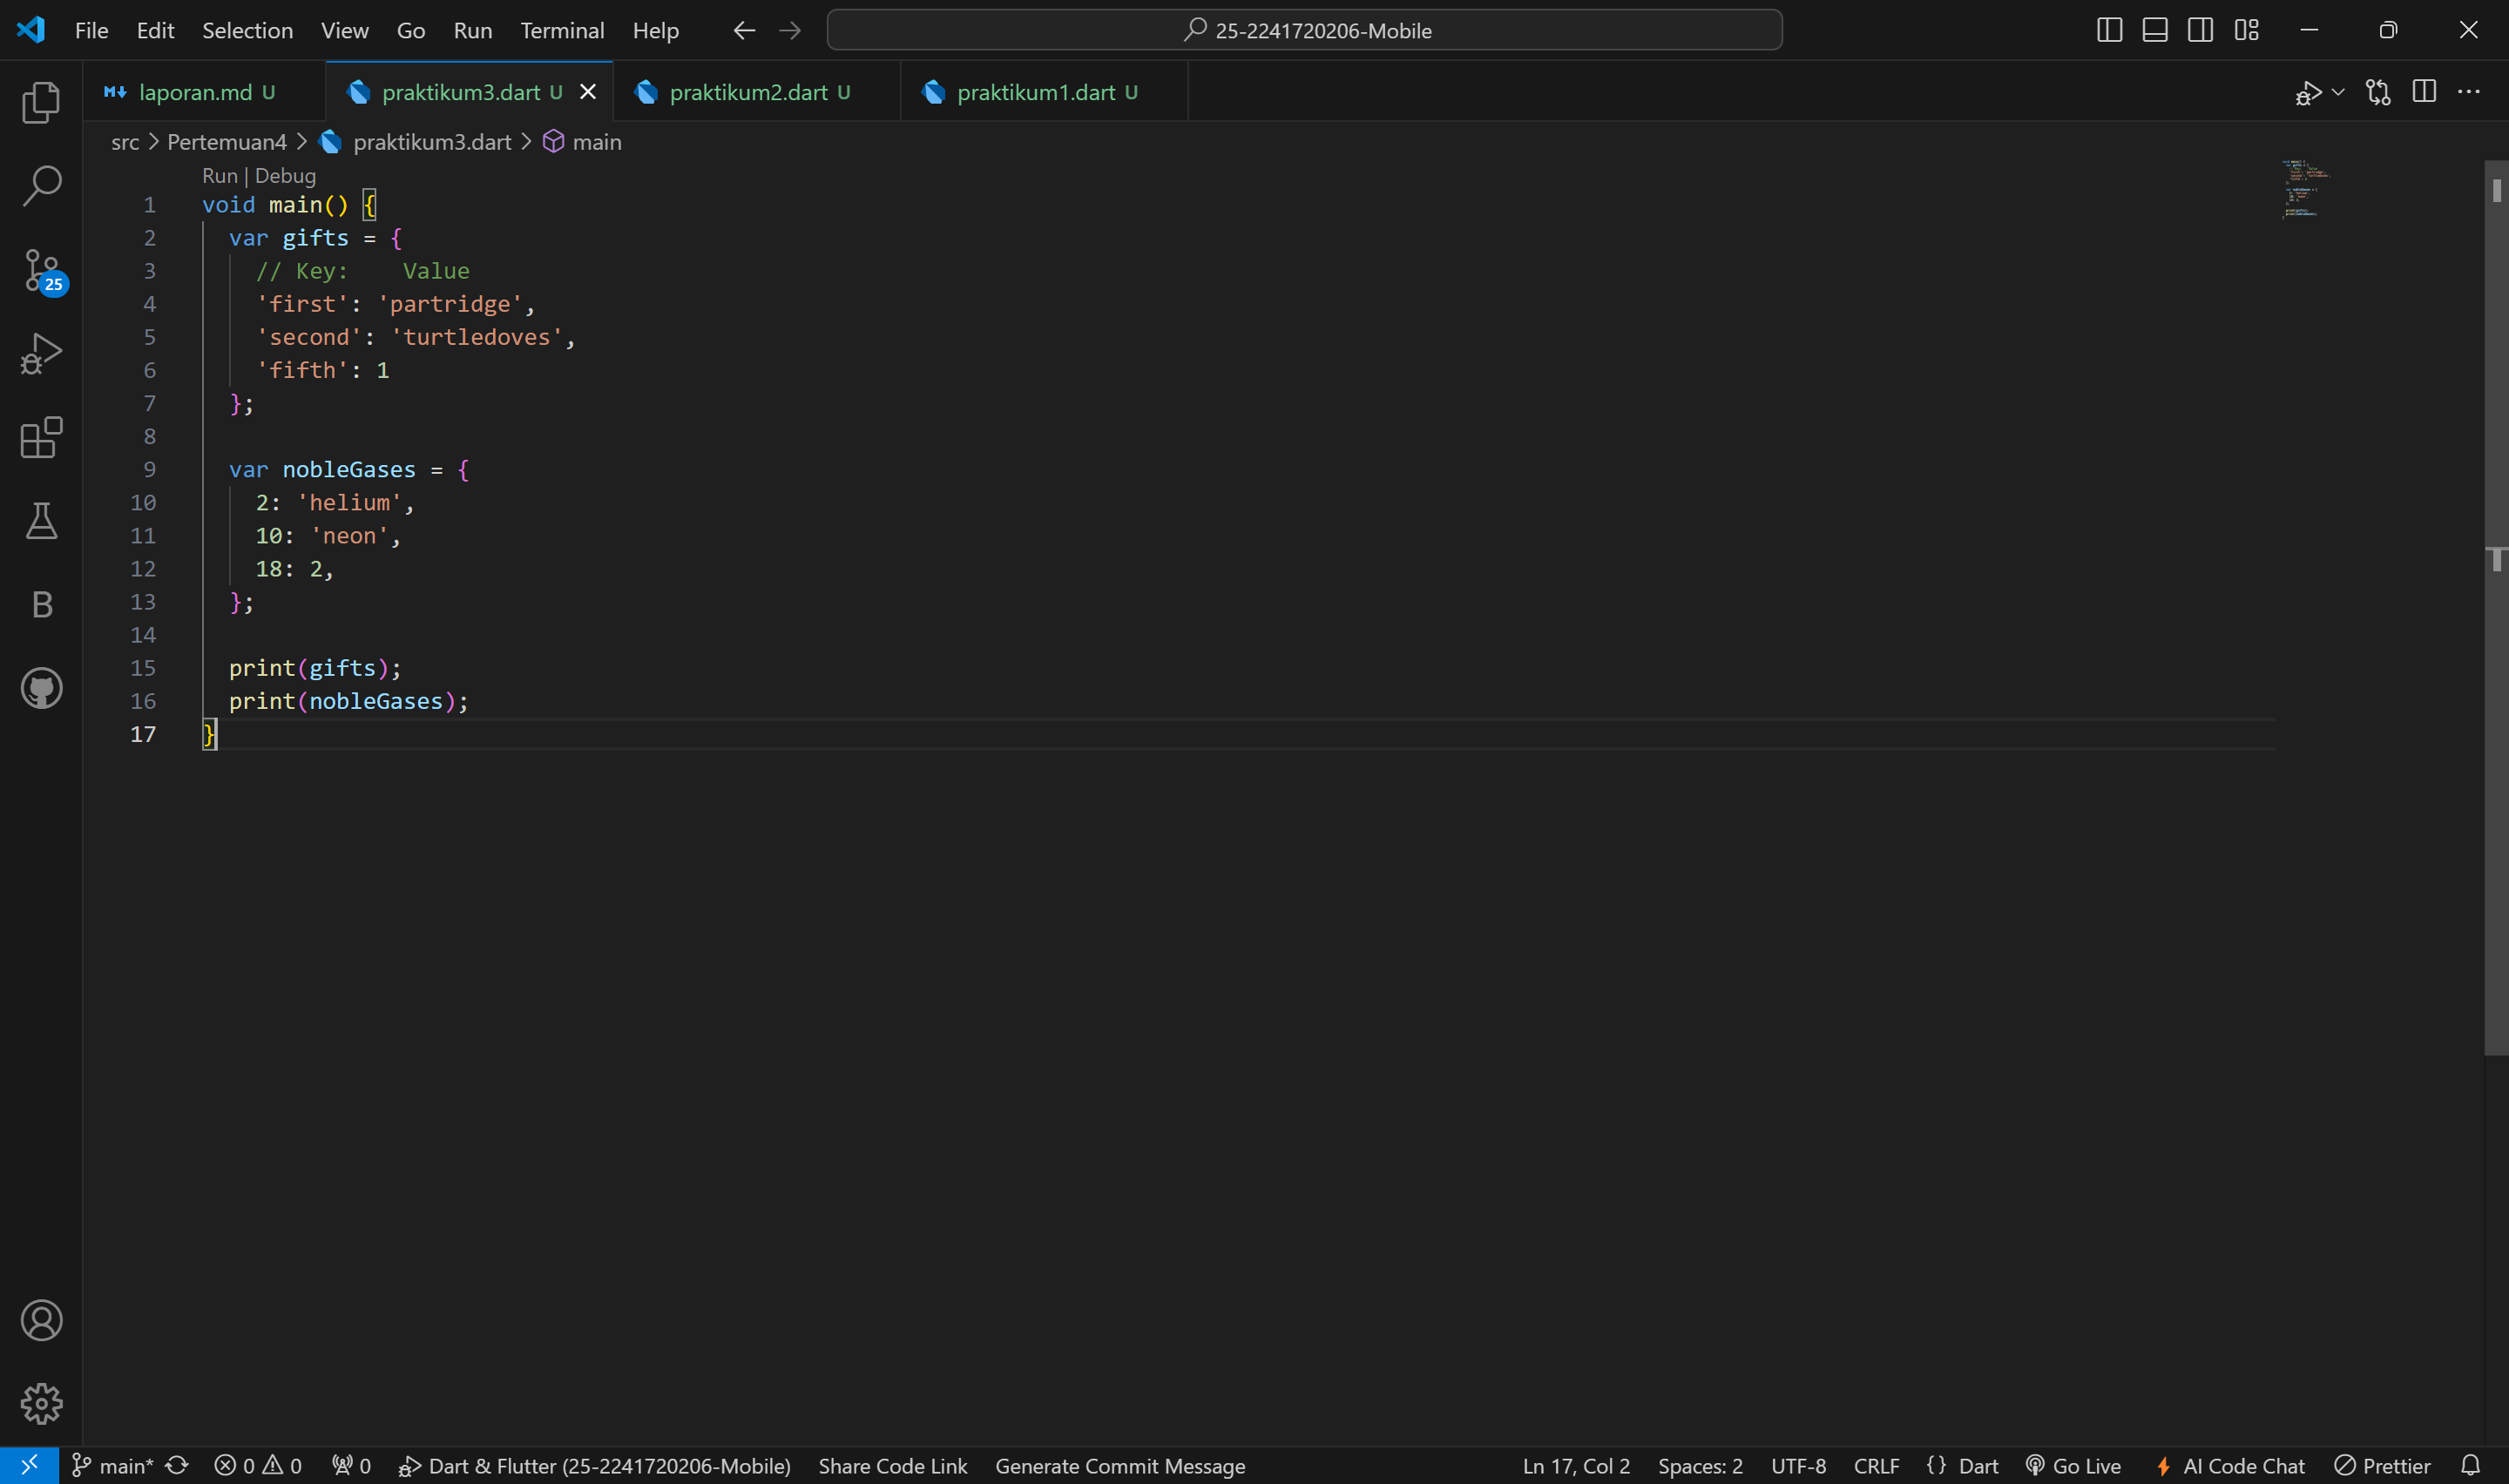 File Edit Selection View Go Run Terminal Help
25-2241720206-Mobile
laporan.md U
praktikum3.dart U
praktikum2.dart U
praktikum1.dart U
src > Pertemuan4 > praktikum3.dart > main
Run | Debug
1 void main() {
2 var gifts = {
3 // Key:    Value
4 'first': 'partridge',
5 'second': 'turtledoves',
6 'fifth': 1
7 };
8
9 var nobleGases = {
10 2: 'helium',
11 10: 'neon',
12 18: 2,
13 };
14
15 print(gifts);
16 print(nobleGases);
17 }
25
B
main* 0 0 0 Dart & Flutter (25-2241720206-Mobile) Share Code Link Generate Commit Message Ln 17, Col 2 Spaces: 2 UTF-8 CRLF {} Dart Go Live AI Code Chat Prettier